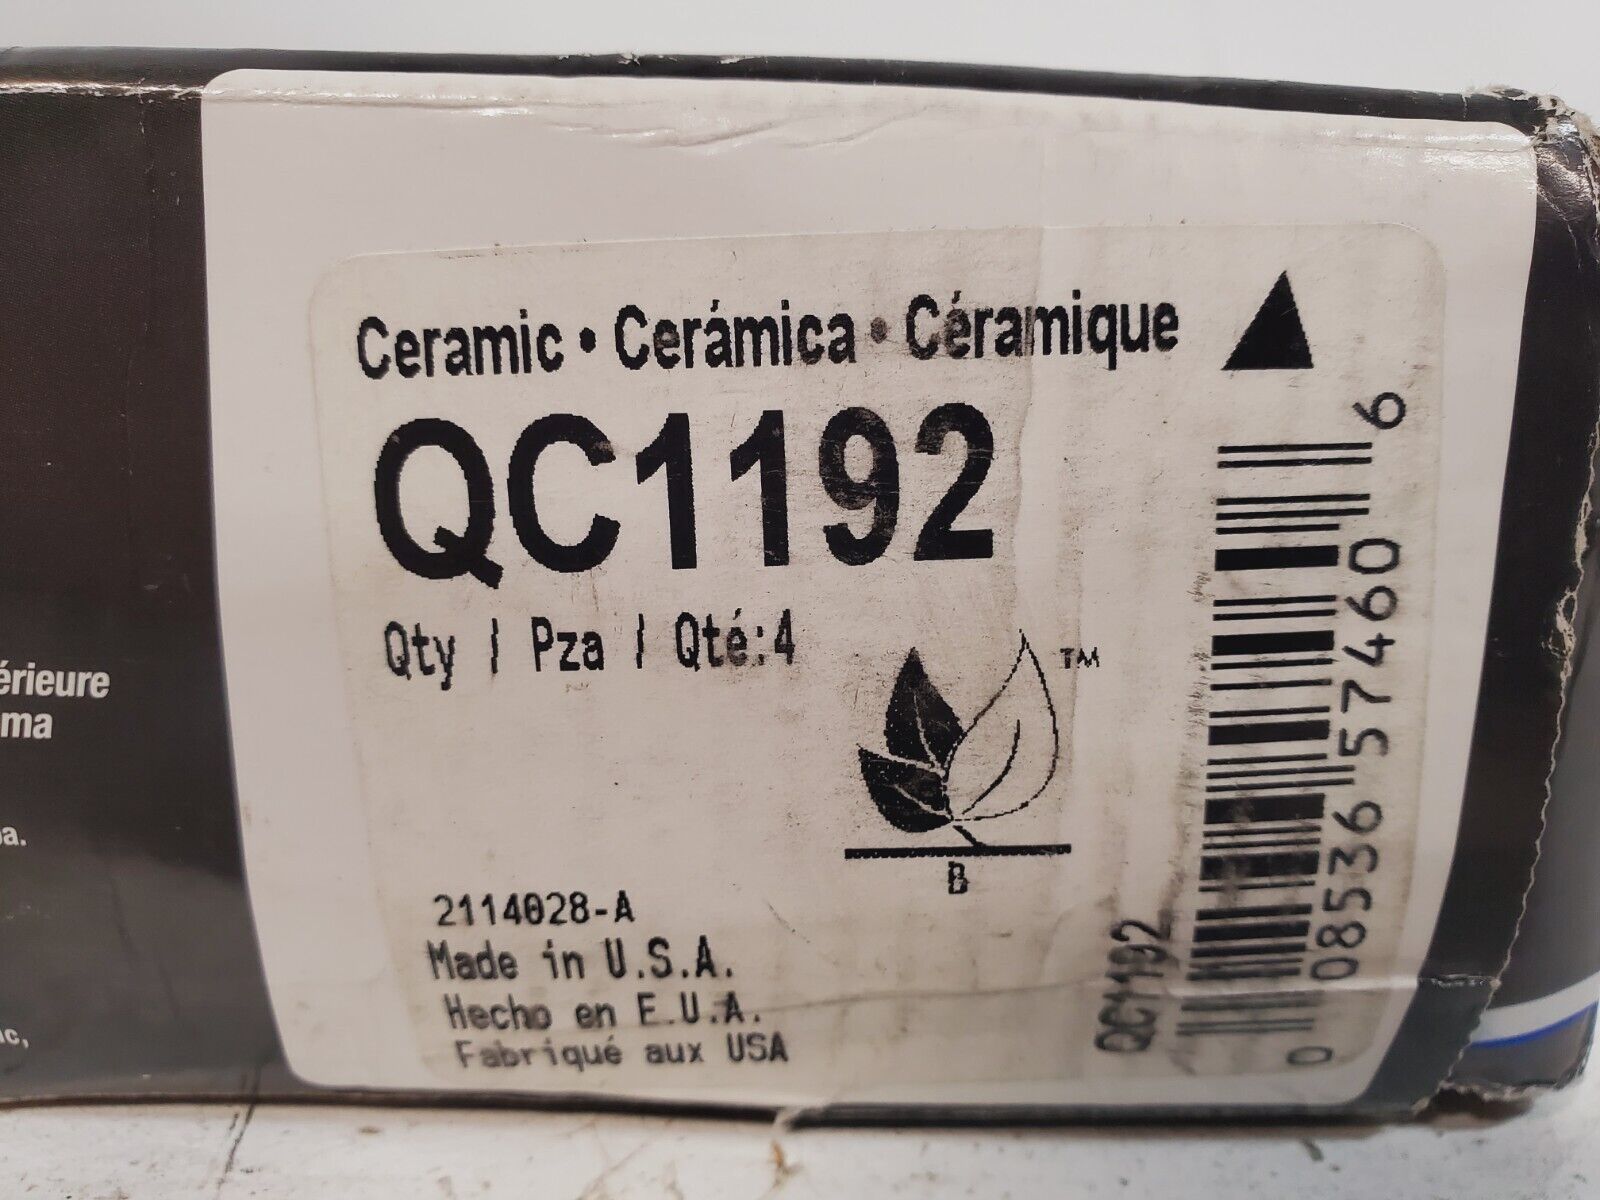 Ceramic • Cerámica • Céramique
QC1192
Qty / Pza / Qté:4
TM
B
2114028-A
Made in U.S.A.
Hecho en E.U.A.
Fabriqué aux USA
QC1192
0 08536 57460 6
érieure
ma